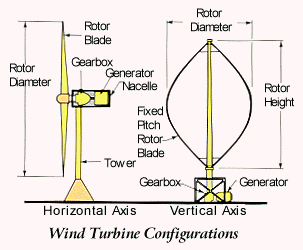 Rotor
Blade
Rotor
Diameter
Gearbox
Generator
Nacelle
Tower
Horizontal Axis
Rotor
Diameter
Rotor
Height
Fixed
Pitch
Rotor
Blade
Gearbox
Generator
Vertical Axis
Wind Turbine Configurations